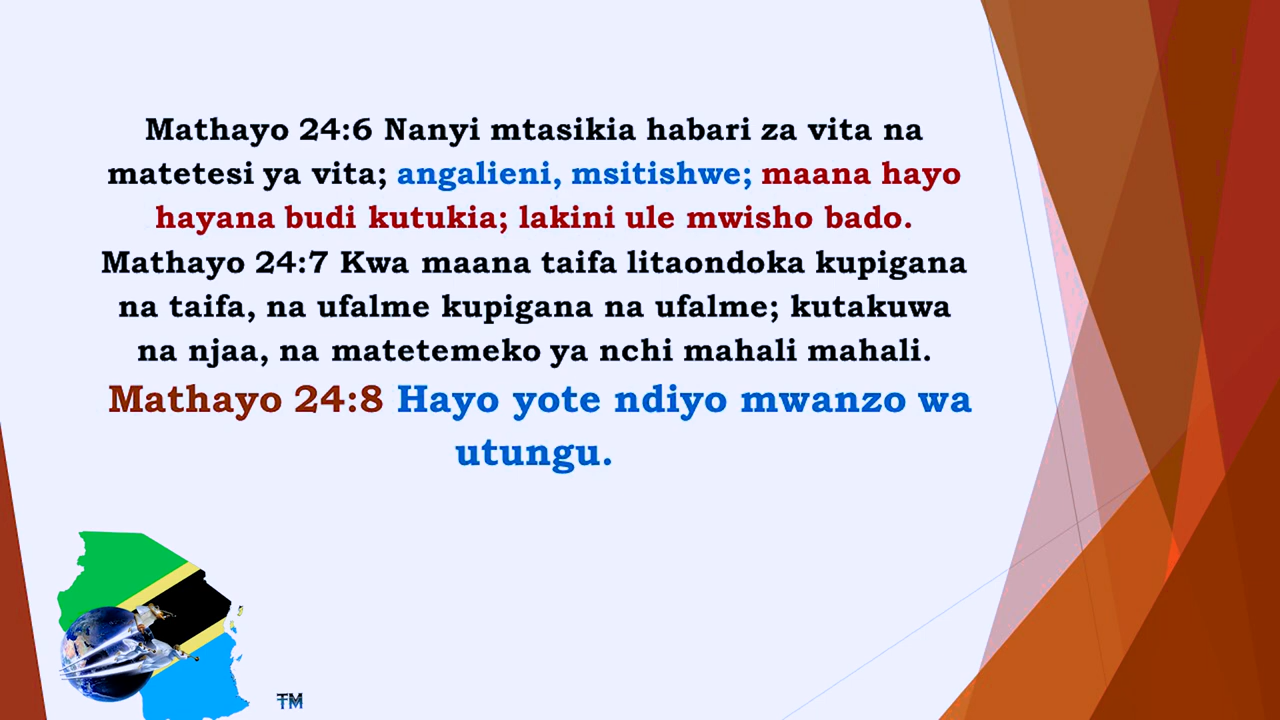 Mathayo 24:6 Nanyi mtasikia habari za vita na
matetesi ya vita; angalieni, msitishwe; maana hayo
hayana budi kutukia; lakini ule mwisho bado.
Mathayo 24:7 Kwa maana taifa litaondoka kupigana
na taifa, na ufalme kupigana na ufalme; kutakuwa
na njaa, na matetemeko ya nchi mahali mahali.
Mathayo 24:8 Hayo yote ndiyo mwanzo wa
utungu.
TM